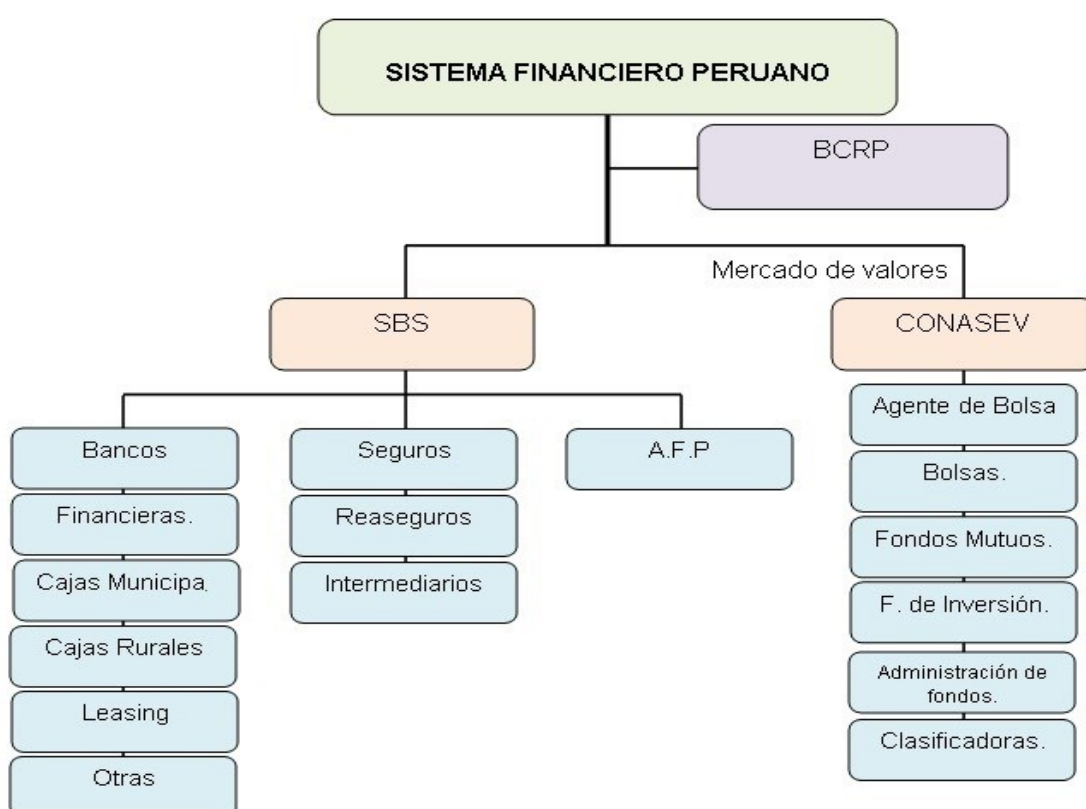 SISTEMA FINANCIERO PERUANO
BCRP
Mercado de valores
SBS
CONASEV
Bancos
Financieras.
Cajas Municipa.
Cajas Rurales
Leasing
Otras
Seguros
Reaseguros
Intermediarios
A.F.P
Agente de Bolsa
Bolsas.
Fondos Mutuos.
F. de Inversión.
Administración de
fondos.
Clasificadoras.